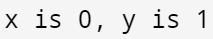 x is 0, y is 1